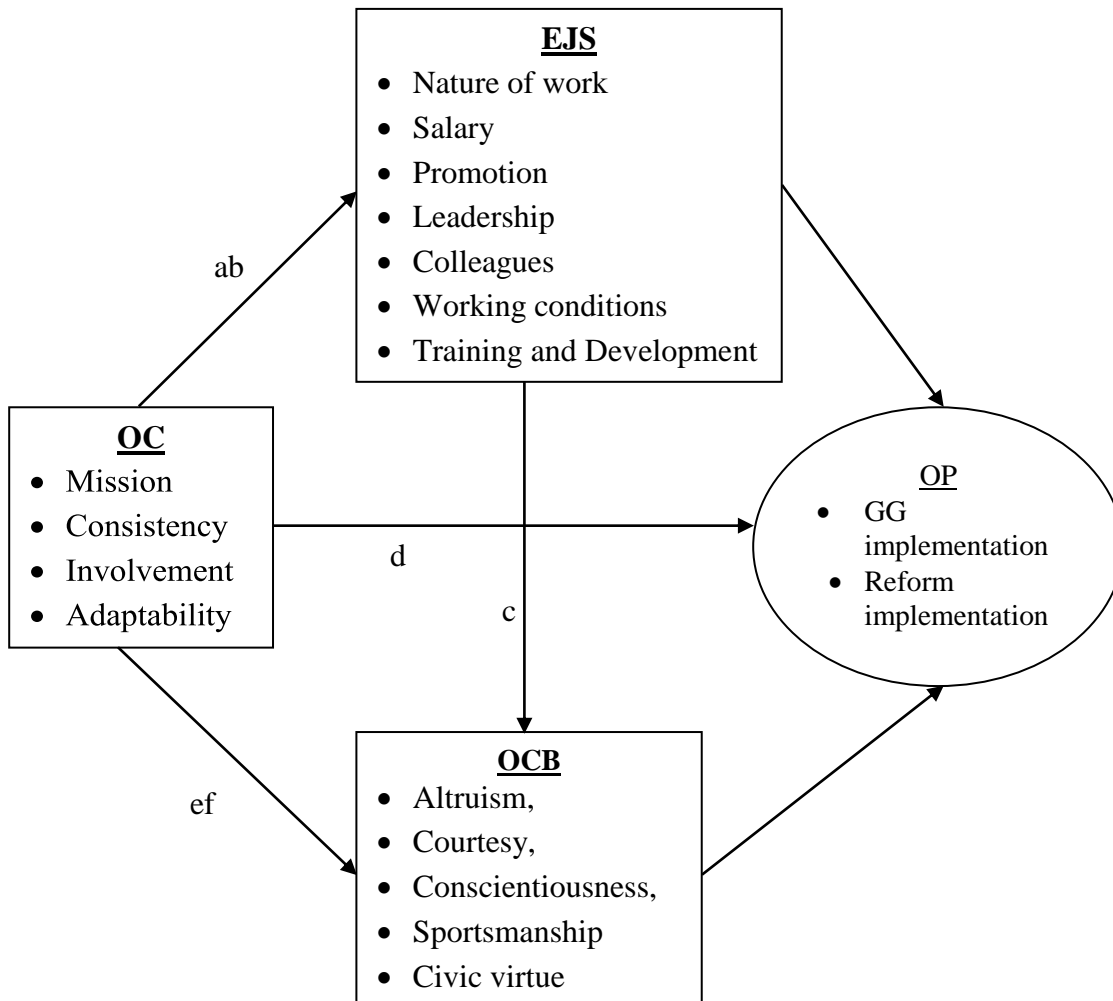 EJS
• Nature of work
• Salary
• Promotion
• Leadership
• Colleagues
• Working conditions
• Training and Development
ab
OC
• Mission
• Consistency
• Involvement
• Adaptability
d
c
OP
• GG
implementation
• Reform
implementation
ef
OCB
• Altruism,
• Courtesy,
• Conscientiousness,
• Sportsmanship
• Civic virtue